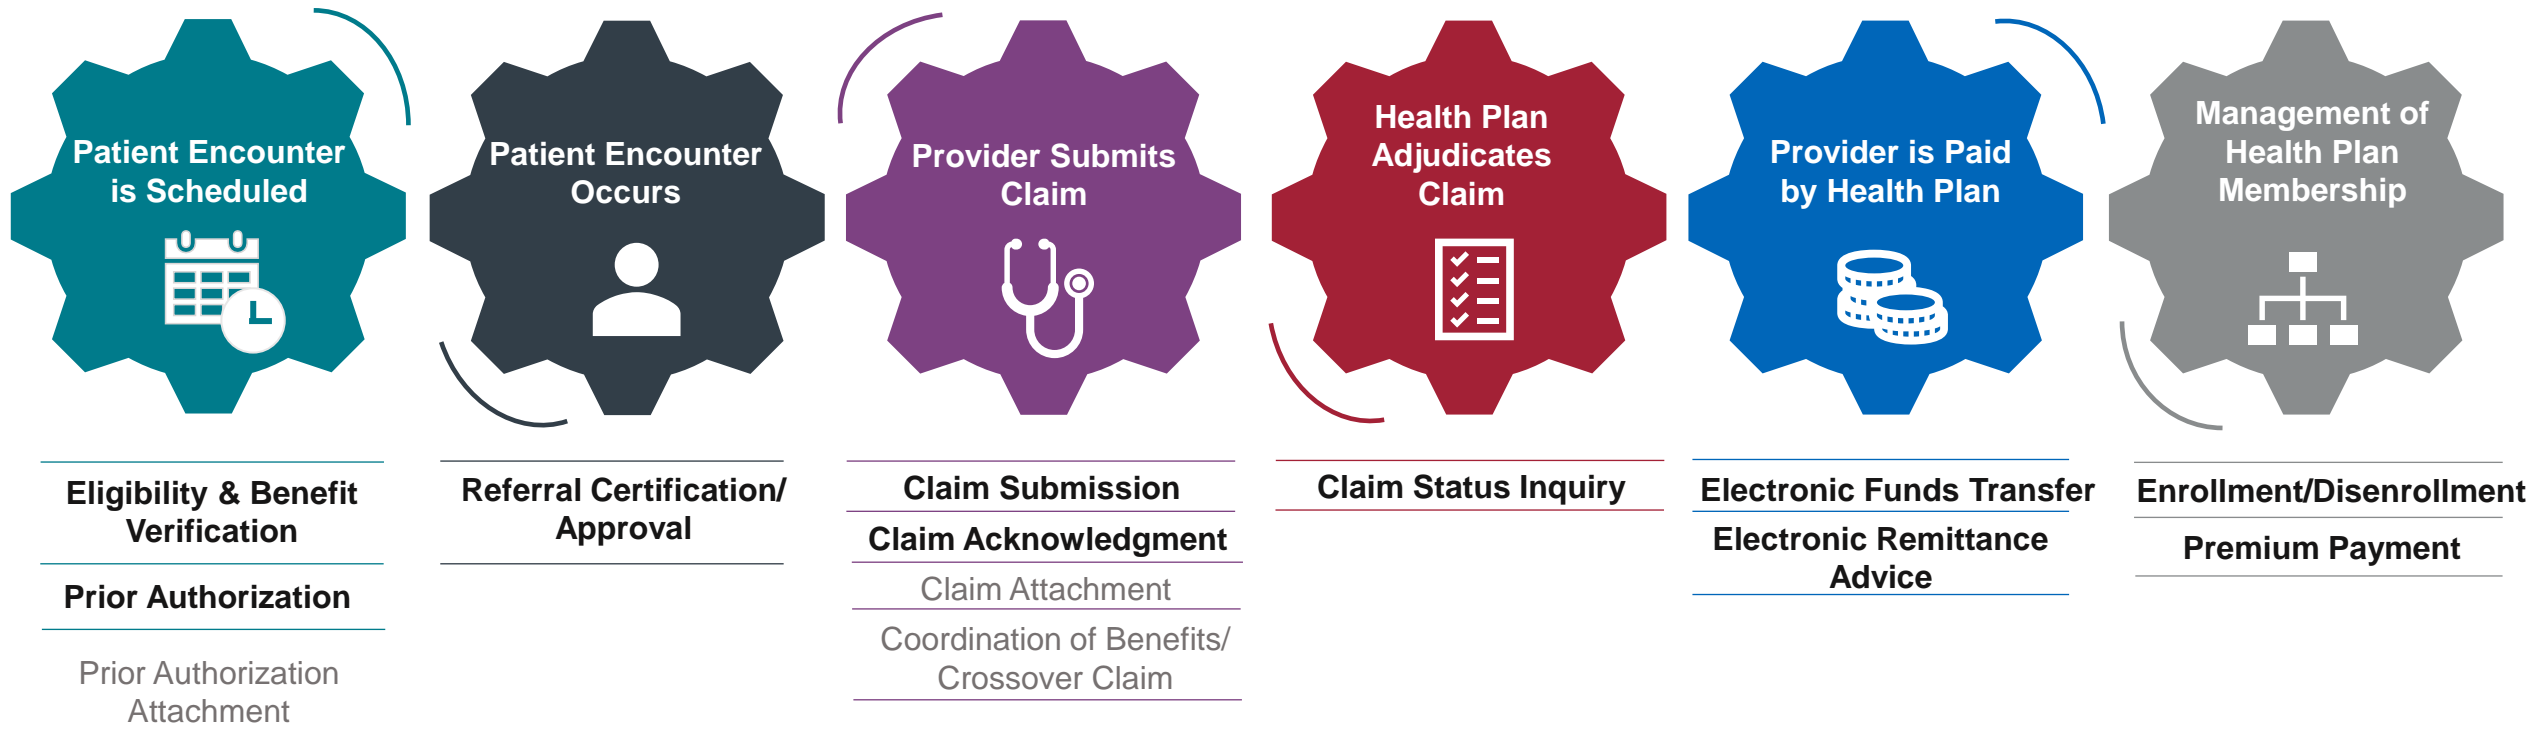 Patient Encounter
is Scheduled
Patient Encounter
Occurs
Provider Submits
Claim
Health Plan
Adjudicates
Claim
Provider is Paid
by Health Plan
Management of
Health Plan
Membership
Eligibility & Benefit
Verification
Prior Authorization
Prior Authorization
Attachment
Referral Certification/
Approval
Claim Submission
Claim Acknowledgment
Claim Attachment
Coordination of Benefits/
Crossover Claim
Claim Status Inquiry
Electronic Funds Transfer
Electronic Remittance
Advice
Enrollment/Disenrollment
Premium Payment